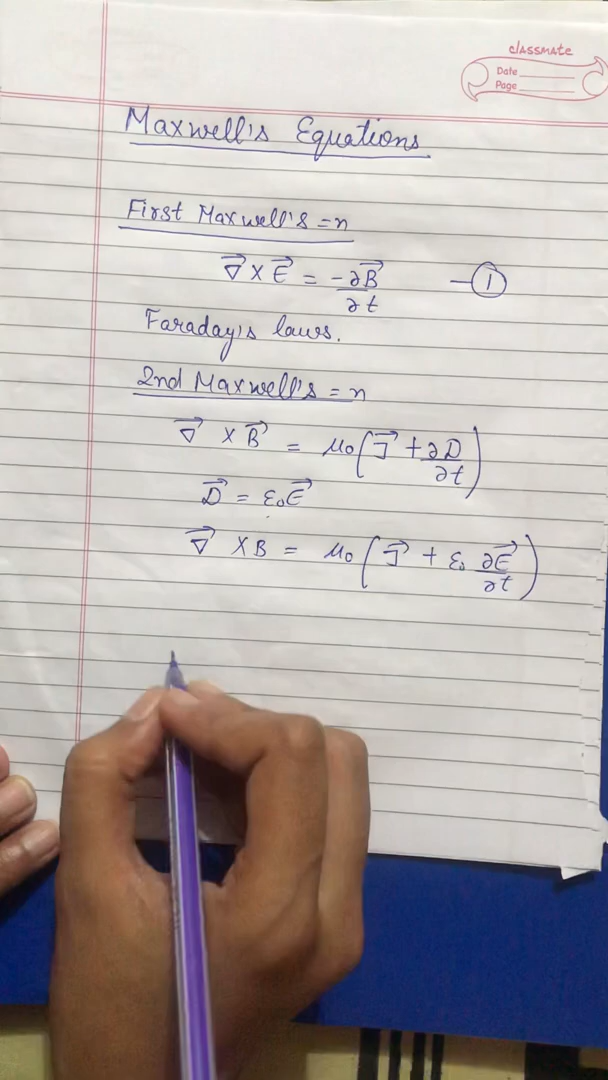 classmate
Date
Page
Maxwell's Equations
First Maxwell's =n
∇⃗ × E⃗ = -∂B⃗/∂t — ①
Faraday's laws.
2nd Maxwell's = n
∇⃗ × B⃗ = μ₀(J⃗ + ∂D/∂t)
D⃗ = ε₀E⃗
∇⃗ × B = μ₀(J⃗ + ε₀ ∂E⃗/∂t)